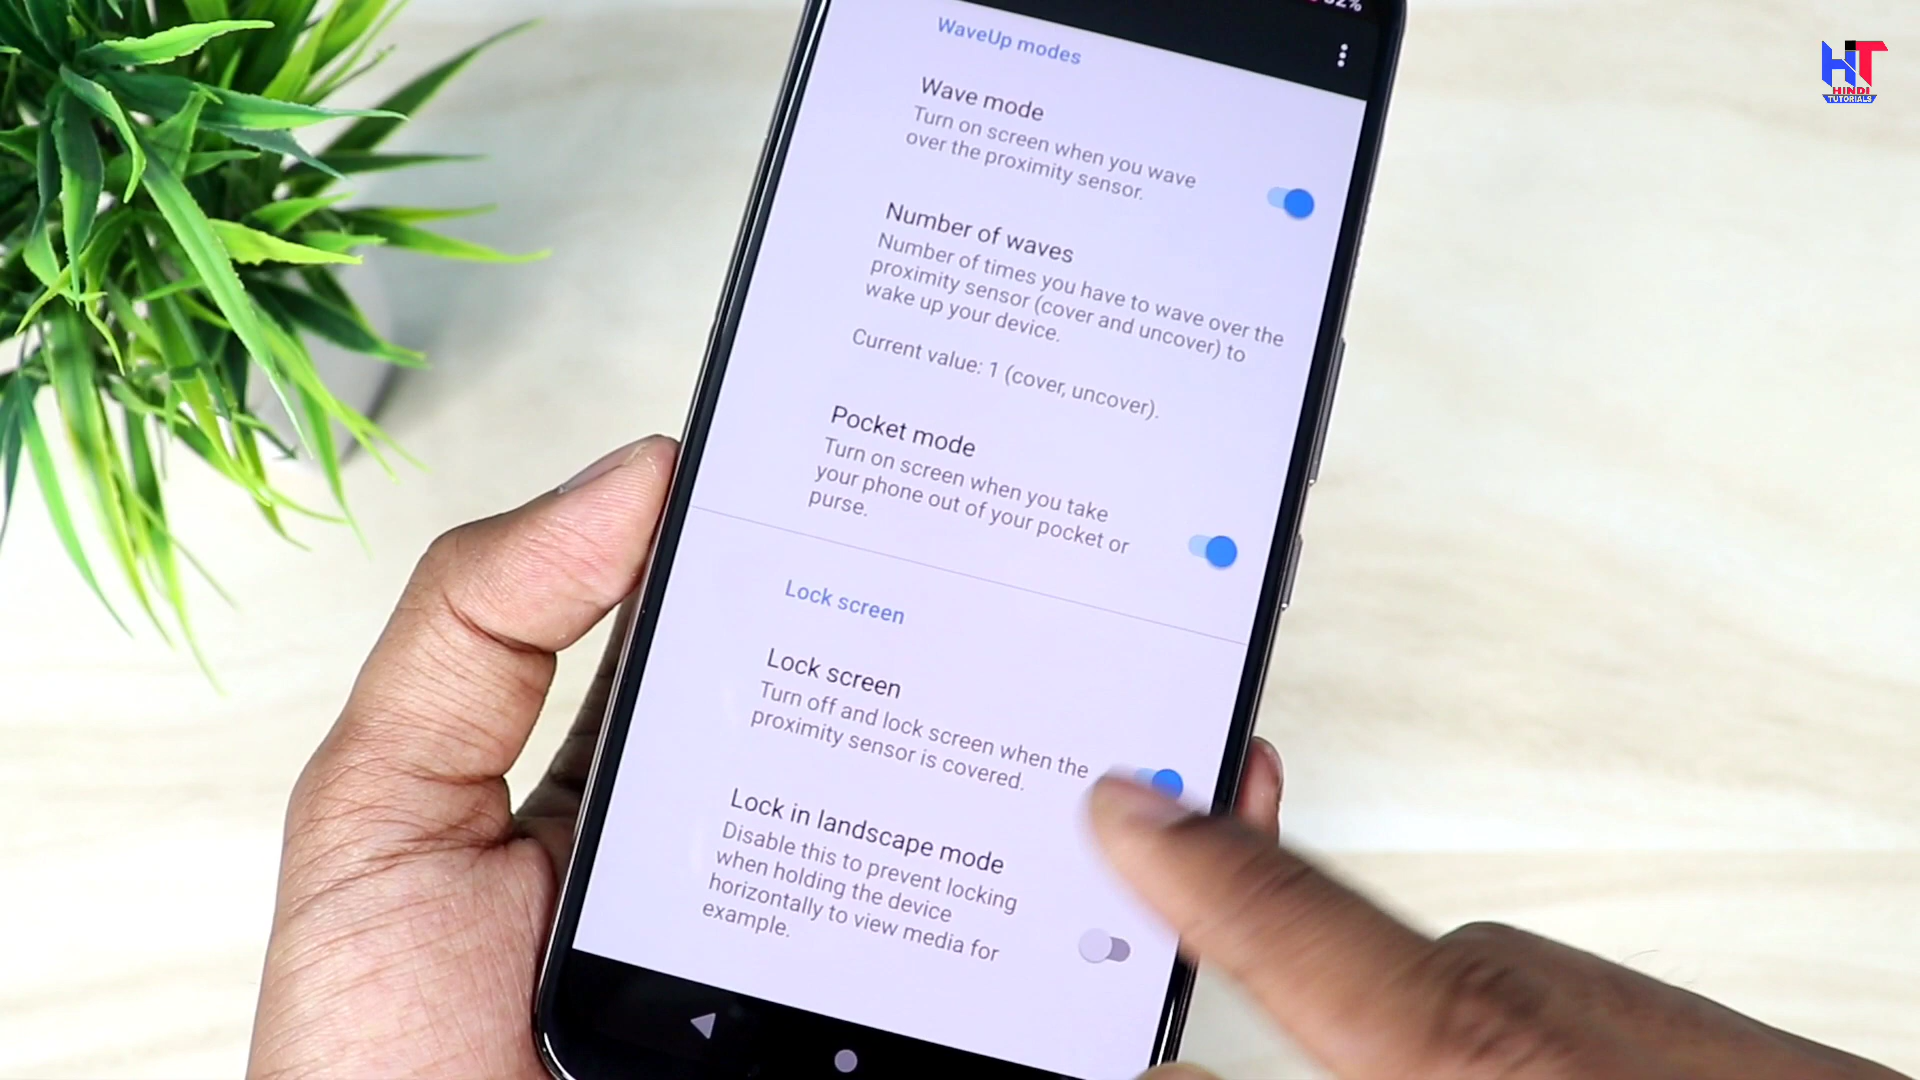 32%
WaveUp modes
Wave mode
Turn on screen when you wave
over the proximity sensor.
Number of waves
Number of times you have to wave over the
proximity sensor (cover and uncover) to
wake up your device.
Current value: 1 (cover, uncover).
Pocket mode
Turn on screen when you take
your phone out of your pocket or
purse.
Lock screen
Lock screen
Turn off and lock screen when the
proximity sensor is covered.
Lock in landscape mode
Disable this to prevent locking
when holding the device
horizontally to view media for
example.
HT
HINDI
TUTORIALS